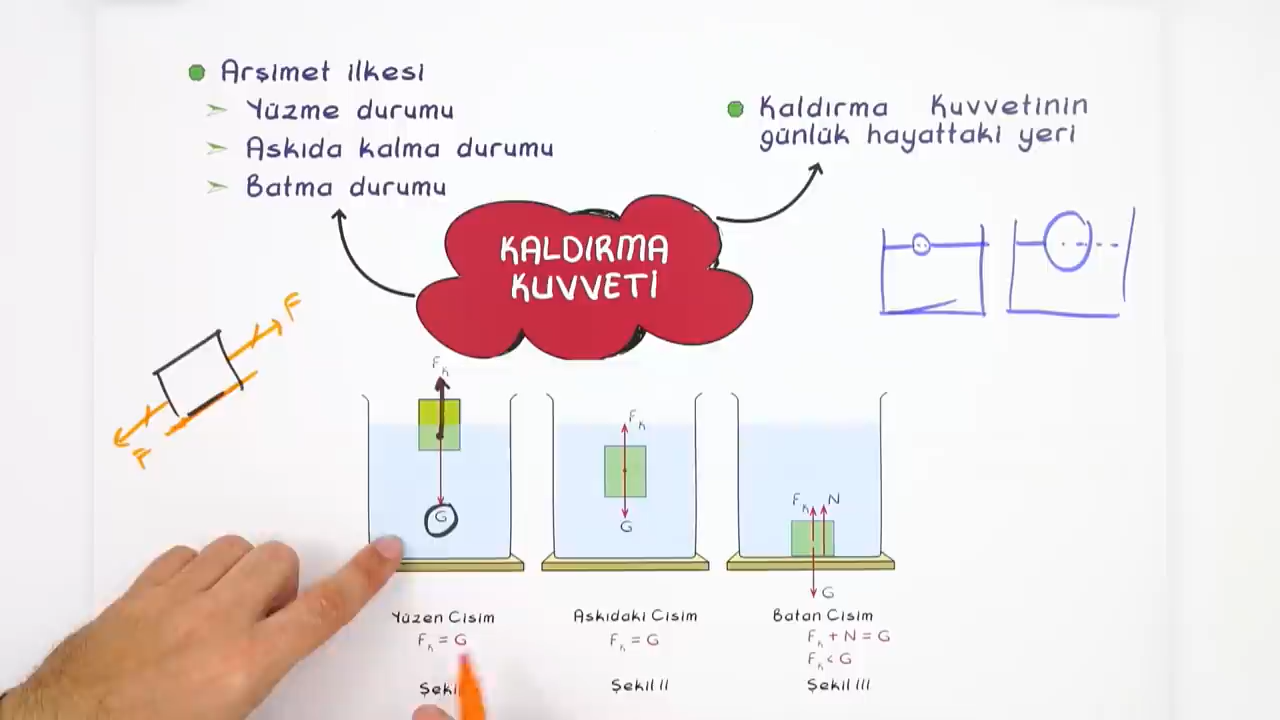 Arşimet ilkesi
Yüzme durumu
Askıda kalma durumu
Batma durumu
Kaldırma Kuvvetinin
günlük hayattaki yeri
KALDIRMA
KUVVETİ
F
F
Fk
G
Fk
G
Fk N
G
Yüzen Cisim
Fk = G
Askıdaki Cisim
Fk = G
Şekil II
Batan Cisim
Fk + N = G
Fk < G
Şekil III